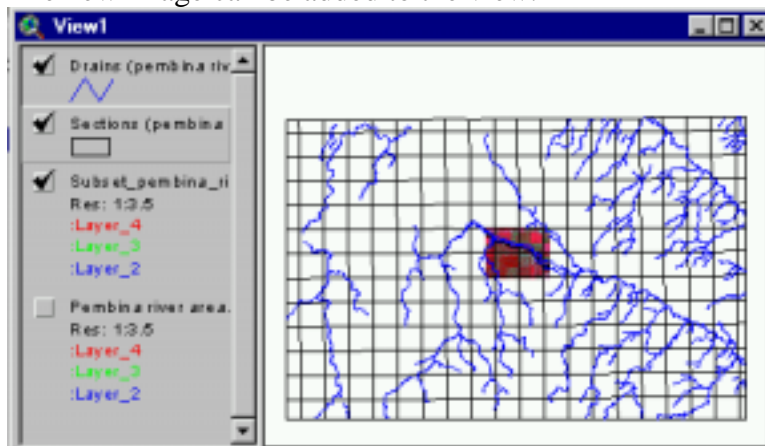 View1
Drains (pembina riv
Sections (pembina
Subset_pembina_ri
Res: 1:3.5
:Layer_4
:Layer_3
:Layer_2
Pembina river area.
Res: 1:3.5
:Layer_4
:Layer_3
:Layer_2